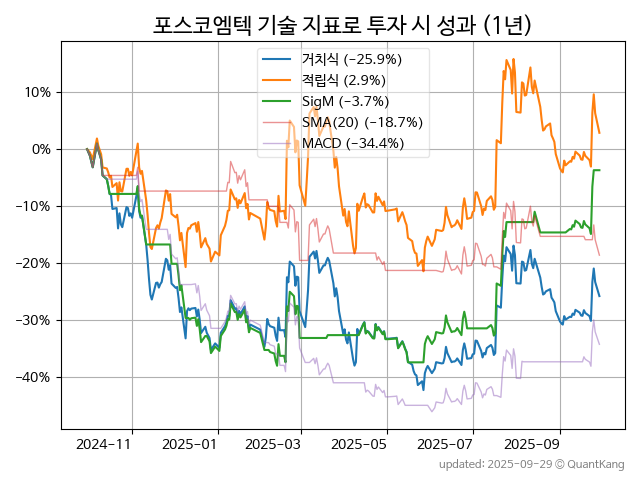 포스코엠텍 기술 지표로 투자 시 성과 (1년)
거치식 (−25.9%)
적립식 (2.9%)
SigM (−3.7%)
SMA(20) (−18.7%)
MACD (−34.4%)
10%
0%
−10%
−20%
−30%
−40%
2024-11 2025-01 2025-03 2025-05 2025-07 2025-09
updated: 2025-09-29 © QuantKang